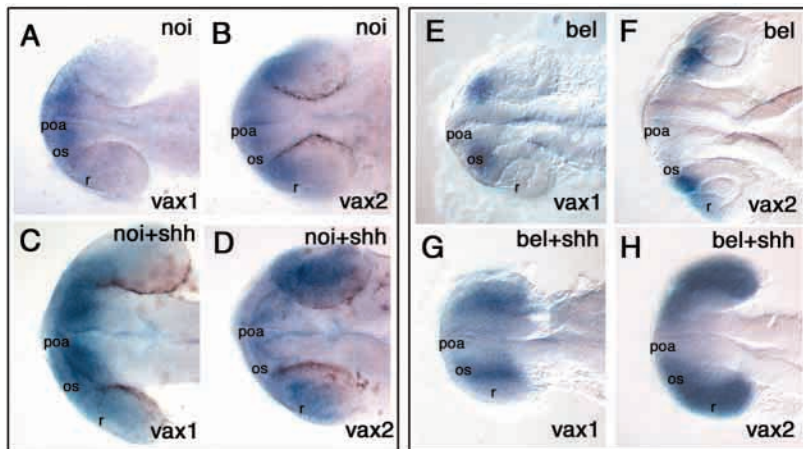 A noi
poa
os
r
vax1
B noi
poa
os
r
vax2
C noi+shh
poa
os
r
vax1
D noi+shh
poa
os
r
vax2
E bel
poa
os
r
vax1
F bel
poa
os
r
vax2
G bel+shh
poa
os
r
vax1
H bel+shh
poa
os
r
vax2